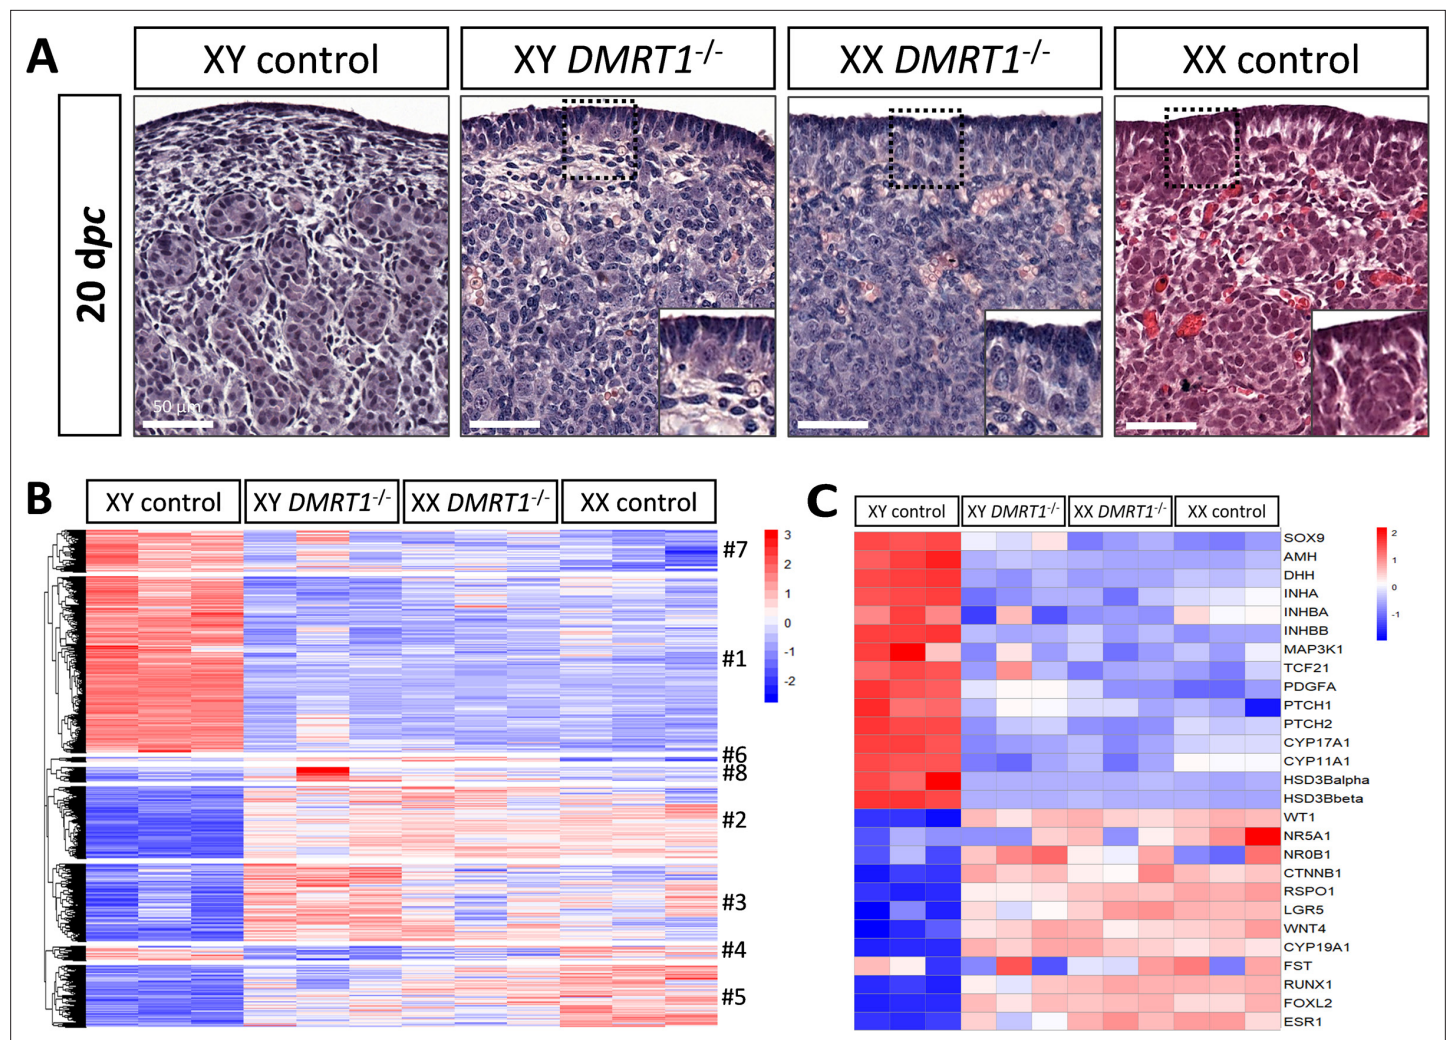 A
XY control
XY DMRT1-/-
XX DMRT1-/-
XX control
20 dpc
50 µm
B
XY control
XY DMRT1-/-
XX DMRT1-/-
XX control
#7
#1
#6
#8
#2
#3
#4
#5
3
2
1
0
-1
-2
C
XY control
XY DMRT1-/-
XX DMRT1-/-
XX control
SOX9
AMH
DHH
INHA
INHBA
INHBB
MAP3K1
TCF21
PDGFA
PTCH1
PTCH2
CYP17A1
CYP11A1
HSD3Balpha
HSD3Bbeta
WT1
NR5A1
NR0B1
CTNNB1
RSPO1
LGR5
WNT4
CYP19A1
FST
RUNX1
FOXL2
ESR1
2
1
0
-1